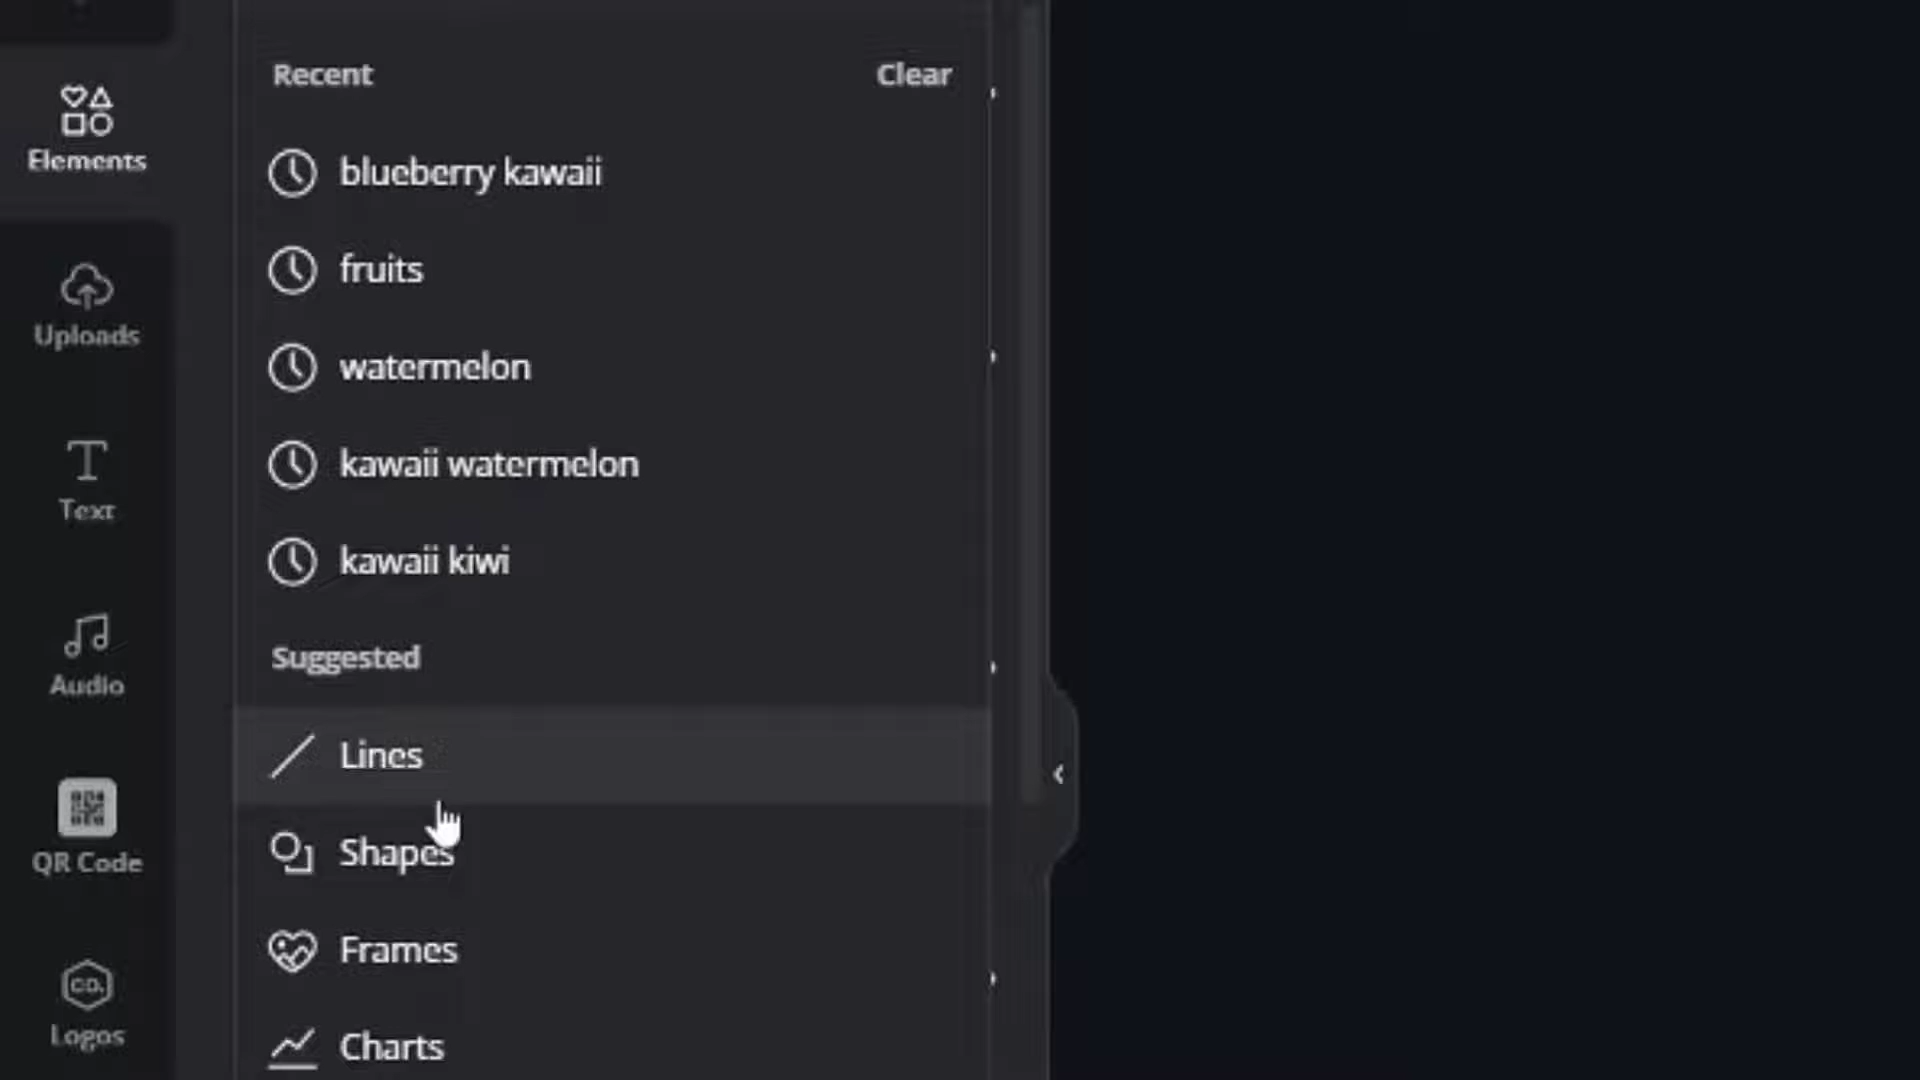 Elements
Uploads
Text
Audio
QR Code
CO.
Logos
Recent
Clear
blueberry kawaii
fruits
watermelon
kawaii watermelon
kawaii kiwi
Suggested
Lines
Shapes
Frames
Charts